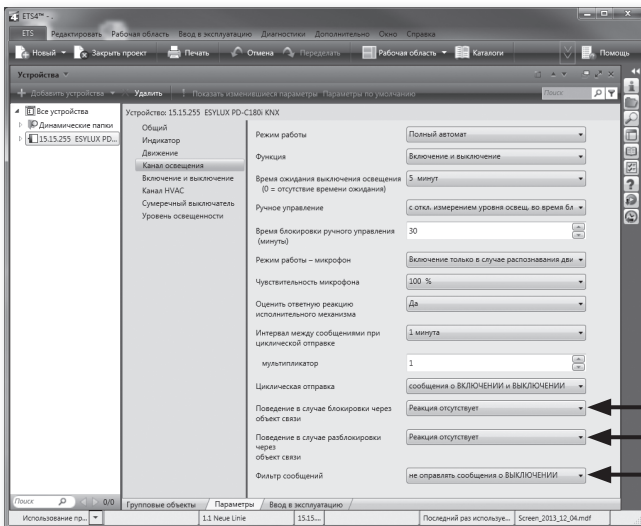 ETS4™ - .
ETS Редактировать Рабочая область Ввод в эксплуатацию Диагностики Дополнительно Окно Справка
Новый Закрыть проект Печать Отмена Переделать Рабочая область Каталоги Помощь
Устройства
Добавить устройства Удалить Показать изменившиеся параметры Параметры по умолчанию Поиск
Все устройства
Динамические папки
15.15.255 ESYLUX PD...
Устройство: 15.15.255 ESYLUX PD-C180i KNX
Общий
Индикатор
Движение
Канал освещения
Включение и выключение
Канал HVAC
Сумеречный выключатель
Уровень освещенности
Режим работы Полный автомат
Функция Включение и выключение
Время ожидания выключения освещения
(0 = отсутствие времени ожидания) 5 минут
Ручное управление с откл. измерением уровня освещ. во время бл
Время блокировки ручного управления
(минуты) 30
Режим работы – микрофон Включение только в случае распознавания дви
Чувствительность микрофона 100 %
Оценить ответную реакцию
исполнительного механизма Да
Интервал между сообщениями при
циклической отправке 1 минута
мультипликатор 1
Циклическая отправка сообщения о ВКЛЮЧЕНИИ и ВЫКЛЮЧЕНИИ
Поведение в случае блокировки через
объект связи Реакция отсутствует
Поведение в случае разблокировки
через
объект связи Реакция отсутствует
Фильтр сообщений не оправлять сообщения о ВЫКЛЮЧЕНИИ
Поиск 0/0
Групповые объекты Параметры Ввод в эксплуатацию
Использование пр... 1.1 Neue Linie 15.15.... Последний раз используе... Screen_2013_12_04.mdf